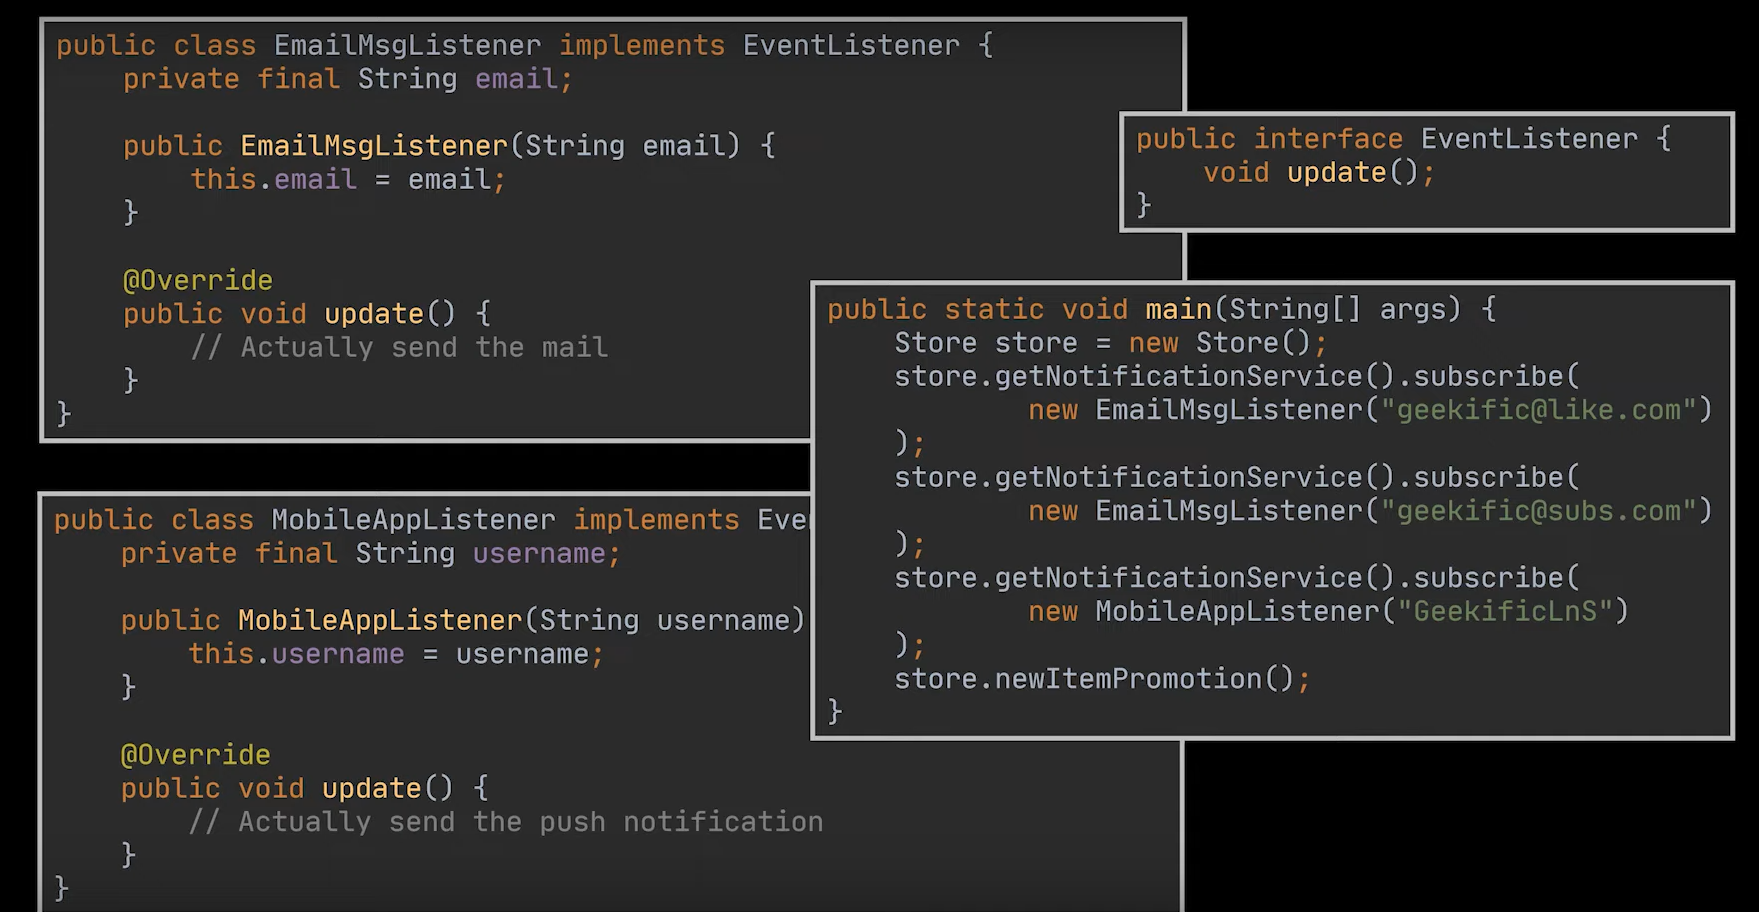 public class EmailMsgListener implements EventListener {
    private final String email;
    public EmailMsgListener(String email) {
        this.email = email;
    }
    @Override
    public void update() {
        // Actually send the mail
    }
}
public interface EventListener {
    void update();
}
public static void main(String[] args) {
    Store store = new Store();
    store.getNotificationService().subscribe(
            new EmailMsgListener("geekific@like.com")
    );
    store.getNotificationService().subscribe(
            new EmailMsgListener("geekific@subs.com")
    );
    store.getNotificationService().subscribe(
            new MobileAppListener("GeekificLnS")
    );
    store.newItemPromotion();
}
public class MobileAppListener implements Eve
    private final String username;
    public MobileAppListener(String username)
        this.username = username;
    }
    @Override
    public void update() {
        // Actually send the push notification
    }
}